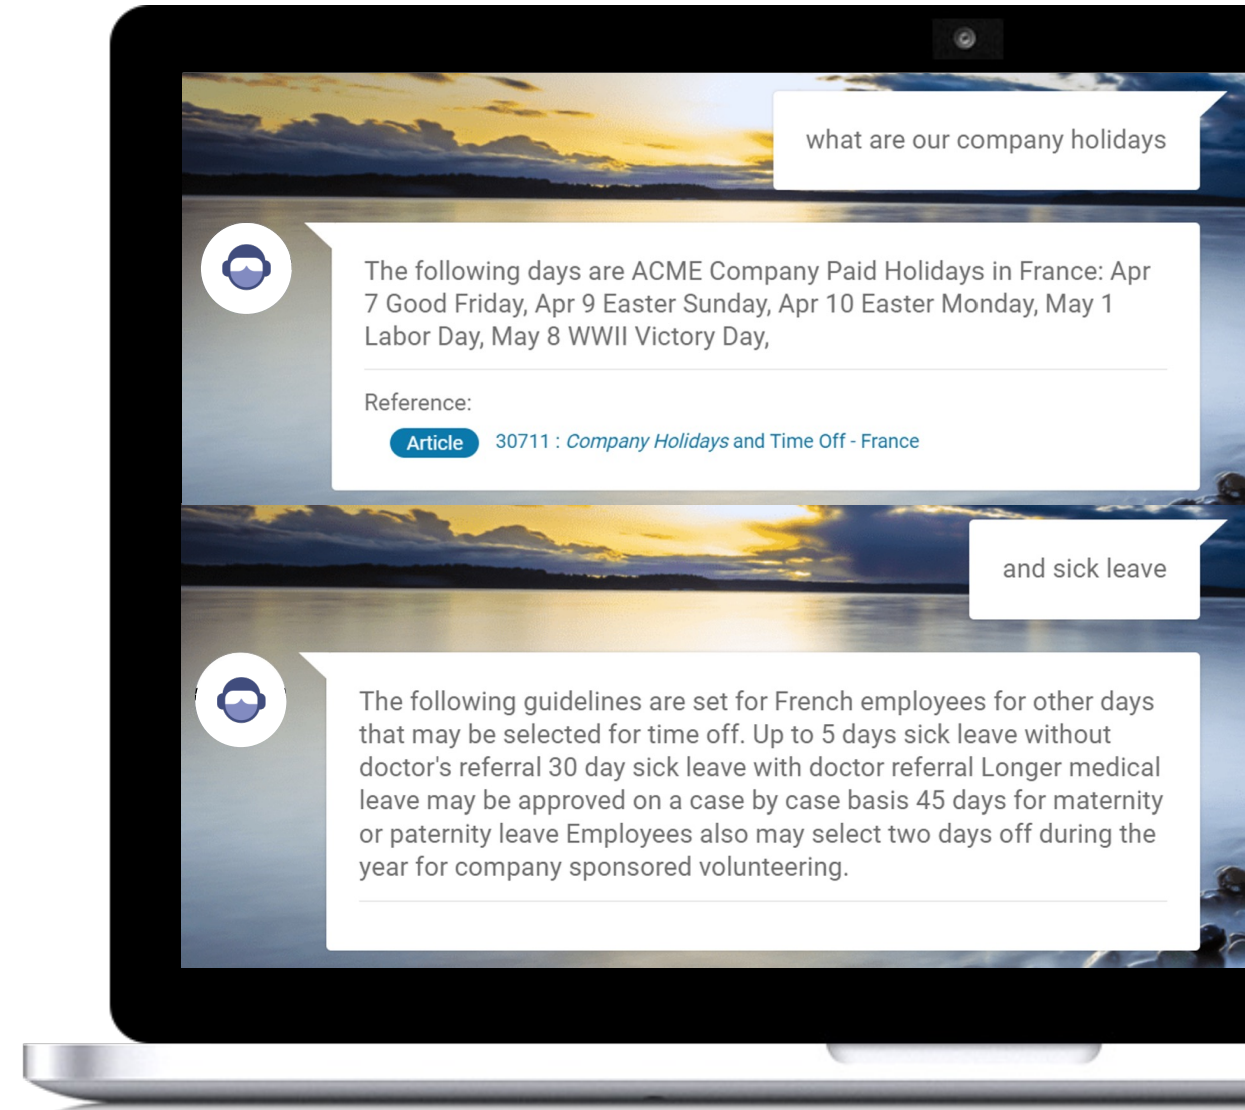 what are our company holidays
The following days are ACME Company Paid Holidays in France: Apr
7 Good Friday, Apr 9 Easter Sunday, Apr 10 Easter Monday, May 1
Labor Day, May 8 WWII Victory Day,
Reference:
Article 30711 : Company Holidays and Time Off - France
and sick leave
The following guidelines are set for French employees for other days
that may be selected for time off. Up to 5 days sick leave without
doctor's referral 30 day sick leave with doctor referral Longer medical
leave may be approved on a case by case basis 45 days for maternity
or paternity leave Employees also may select two days off during the
year for company sponsored volunteering.